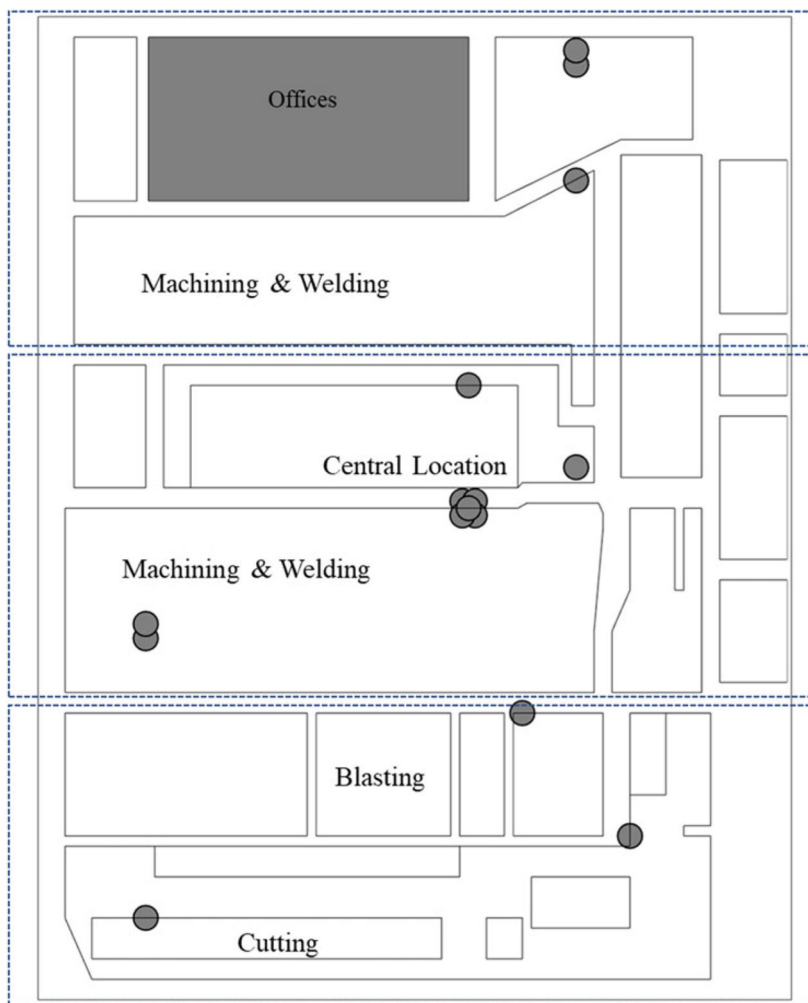 Offices
Machining & Welding
Central Location
Machining & Welding
Blasting
Cutting